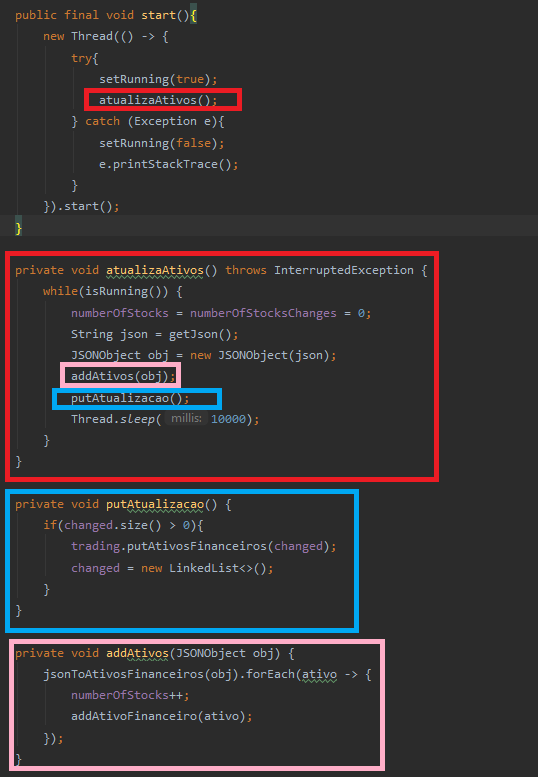 public final void start(){
new Thread(() -> {
try{
setRunning(true);
atualizaAtivos();
} catch (Exception e){
setRunning(false);
e.printStackTrace();
}
}).start();
}
private void atualizaAtivos() throws InterruptedException {
while(isRunning()) {
numberOfStocks = numberOfStocksChanges = 0;
String json = getJson();
JSONObject obj = new JSONObject(json);
addAtivos(obj);
putAtualizacao();
Thread.sleep( millis: 10000);
}
}
private void putAtualizacao() {
if(changed.size() > 0){
trading.putAtivosFinanceiros(changed);
changed = new LinkedList<>();
}
}
private void addAtivos(JSONObject obj) {
jsonToAtivosFinanceiros(obj).forEach(ativo -> {
numberOfStocks++;
addAtivoFinanceiro(ativo);
});
}